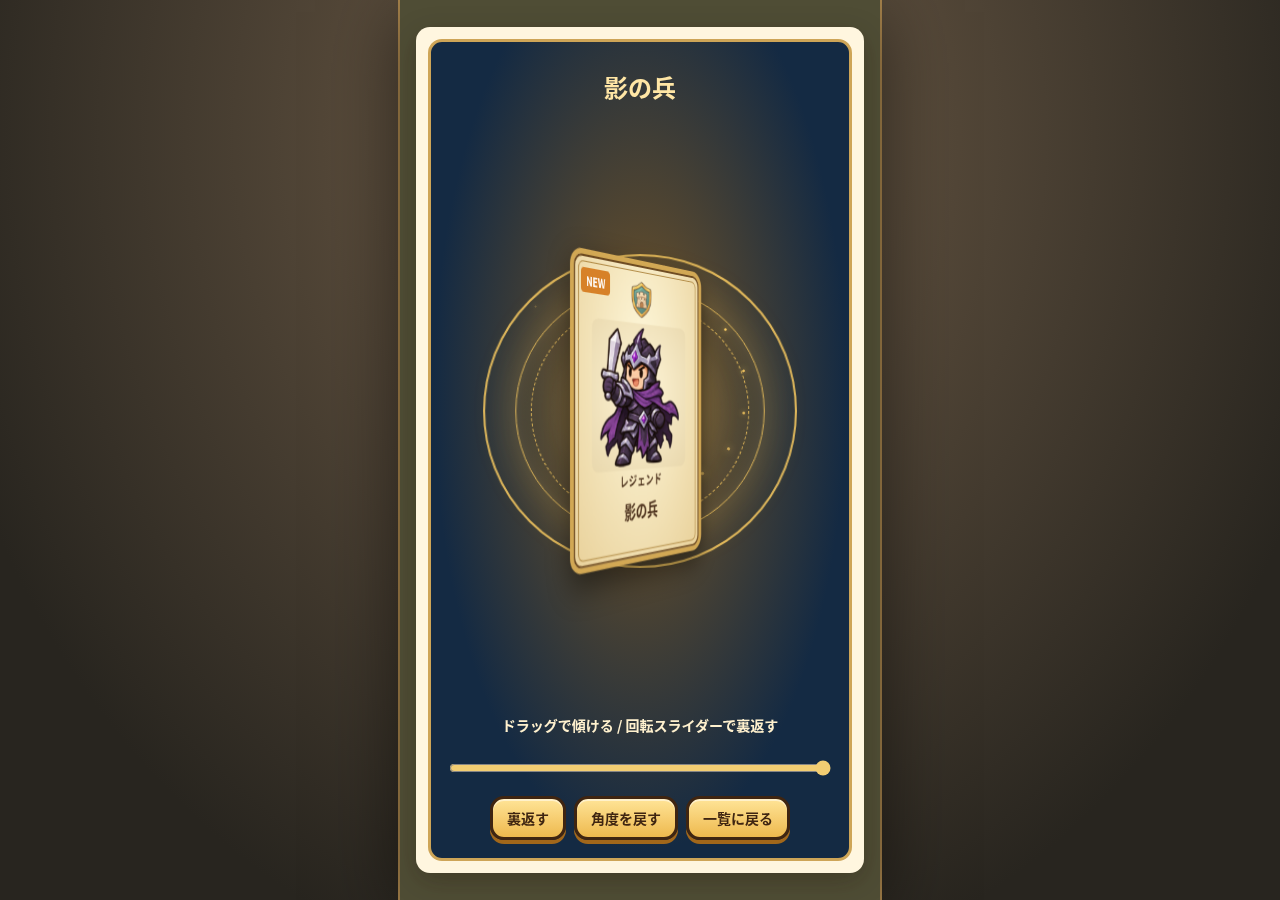 影の兵
NEW
レジェンド
影の兵
ドラッグで傾ける / 回転スライダーで裏返す
裏返す
角度を戻す
一覧に戻る